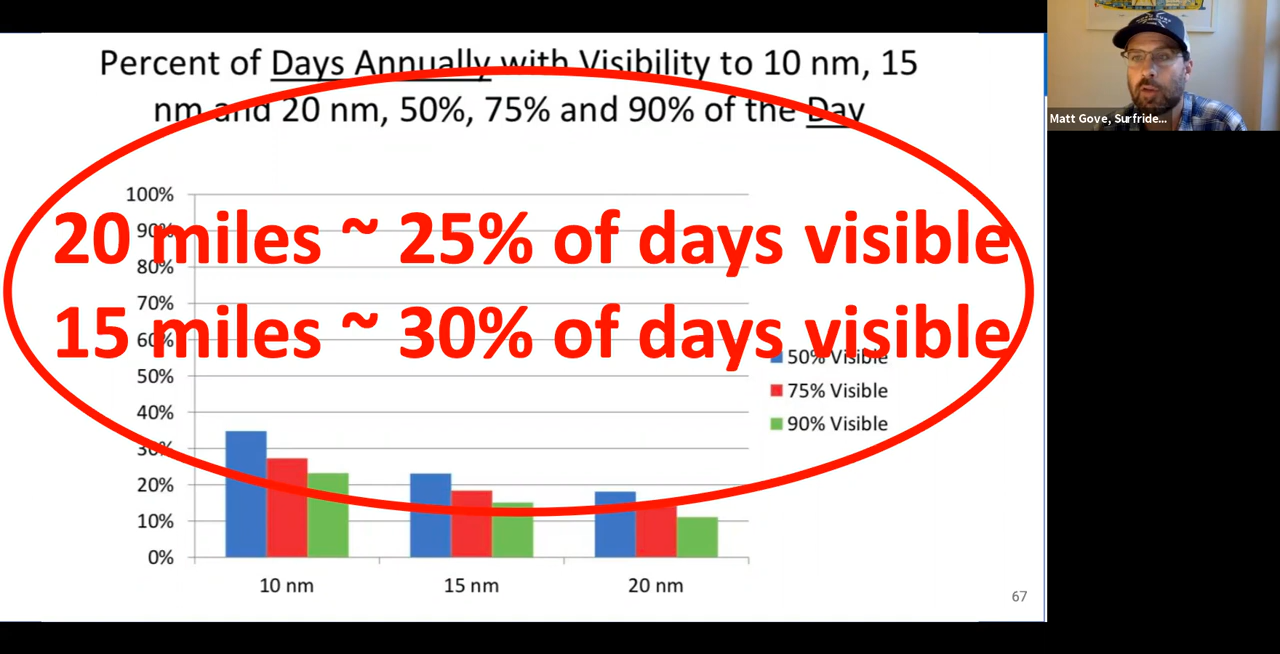 Percent of Days Annually with Visibility to 10 nm, 15
nm and 20 nm, 50%, 75% and 90% of the Day
20 miles ~ 25% of days visible
15 miles ~ 30% of days visible
100%
90%
80%
70%
60%
50%
40%
30%
20%
10%
0%
10 nm
15 nm
20 nm
50% Visible
75% Visible
90% Visible
67
Matt Gove, Surfride...